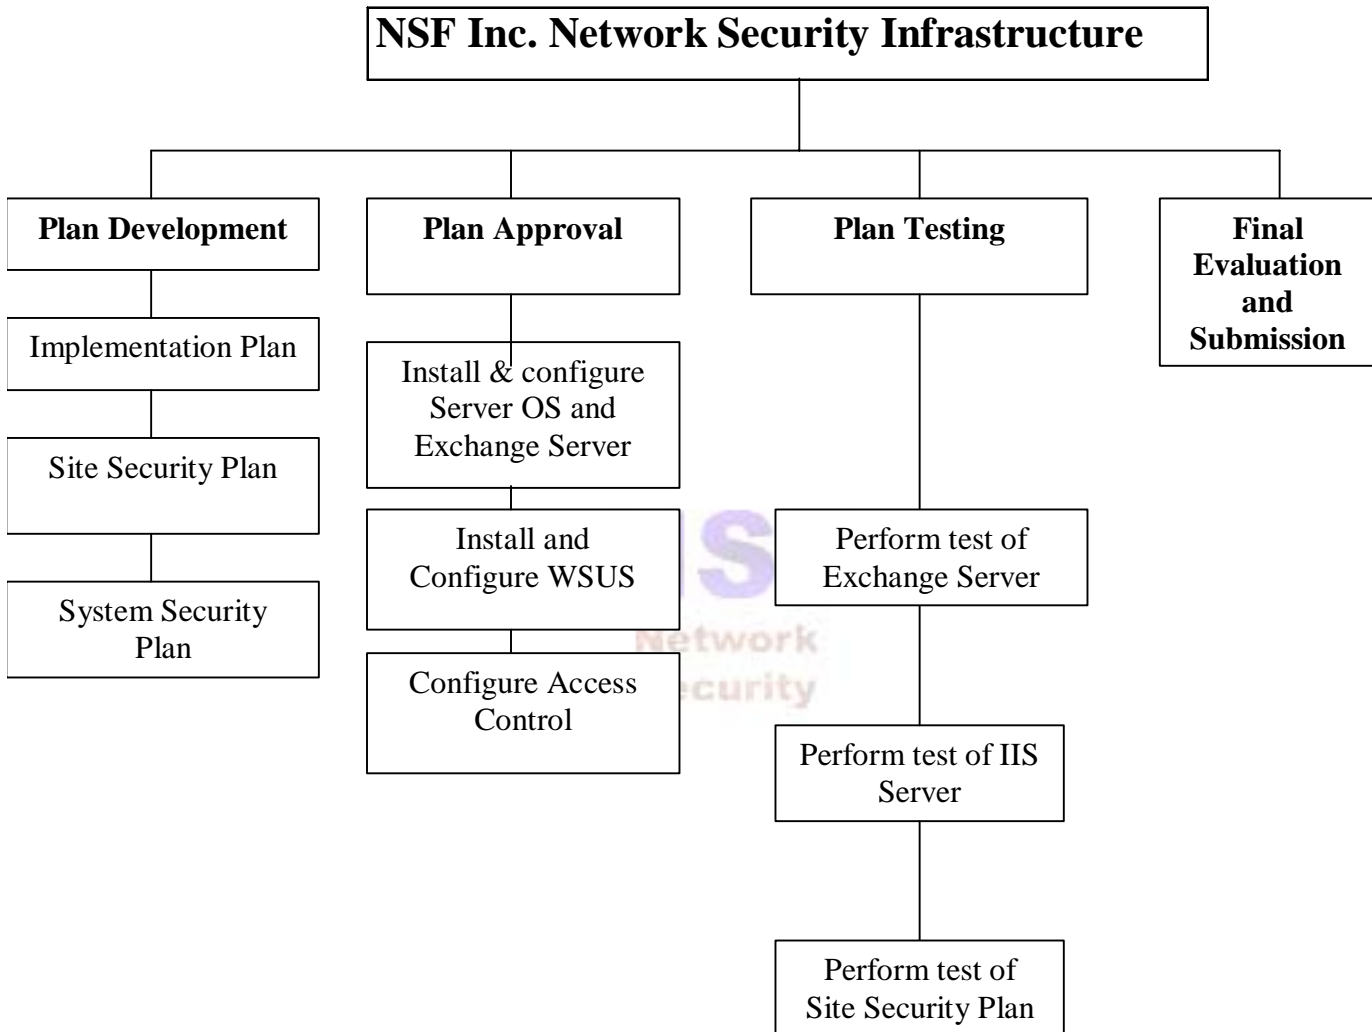 NSF Inc. Network Security Infrastructure
Plan Development
Plan Approval
Plan Testing
Final
Evaluation
and
Submission
Implementation Plan
Site Security Plan
System Security
Plan
Install & configure
Server OS and
Exchange Server
Install and
Configure WSUS
Configure Access
Control
Perform test of
Exchange Server
Perform test of IIS
Server
Perform test of
Site Security Plan
Network